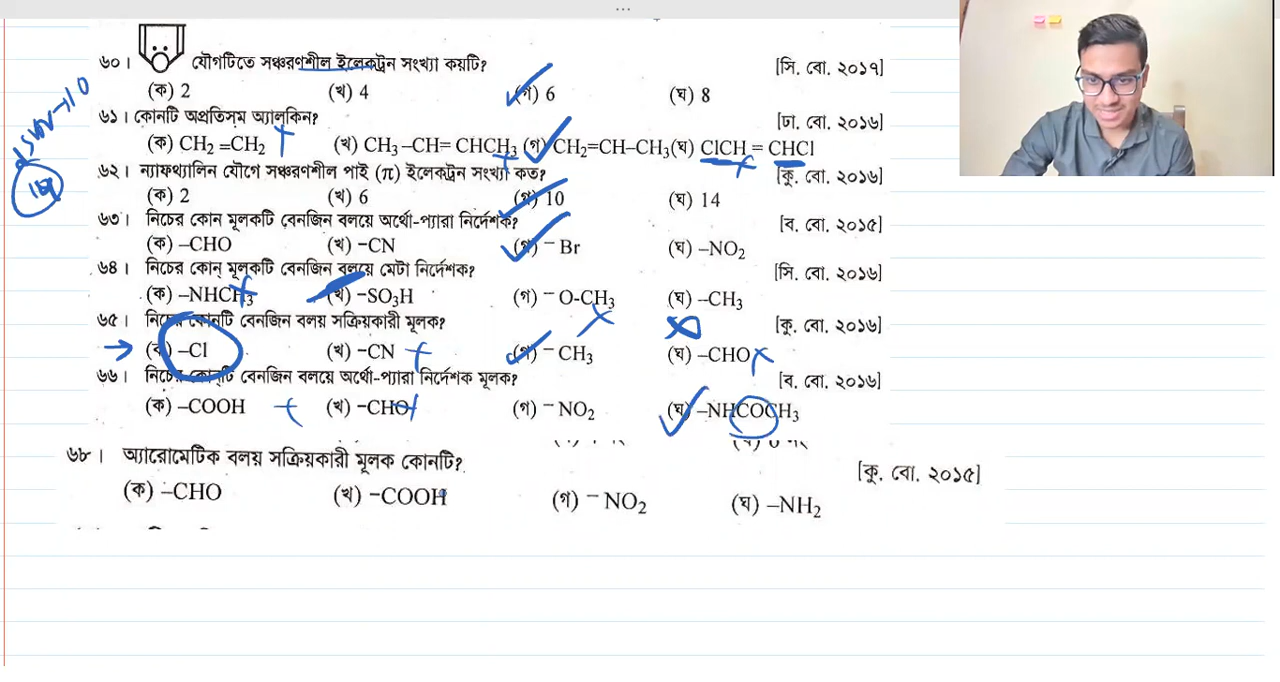 ৬০। যৌগটিতে সঞ্চরণশীল ইলেকট্রন সংখ্যা কয়টি? [সি. বো. ২০১৭]
(ক) 2 (খ) 4 (গ) 6 (ঘ) 8
৬১। কোনটি অপ্রতিসম অ্যালকিন? [ঢা. বো. ২০১৬]
(ক) CH₂ =CH₂ (খ) CH₃ –CH= CHCH₃ (গ) CH₂=CH–CH₃ (ঘ) ClCH = CHCl
৬২। ন্যাফথ্যালিন যৌগে সঞ্চরণশীল পাই (π) ইলেকট্রন সংখ্যা কত? [কু. বো. ২০১৬]
(ক) 2 (খ) 6 (গ) 10 (ঘ) 14
৬৩। নিচের কোন মূলকটি বেনজিন বলয়ে অর্থো-প্যারা নির্দেশক? [ব. বো. ২০১৫]
(ক) –CHO (খ) –CN (গ) – Br (ঘ) –NO₂
৬৪। নিচের কোন্ মূলকটি বেনজিন বলয়ে মেটা নির্দেশক? [সি. বো. ২০১৬]
(ক) –NHCH₃ (খ) –SO₃H (গ) – O-CH₃ (ঘ) –CH₃
৬৫। নিচের কোনটি বেনজিন বলয় সক্রিয়কারী মূলক? [কু. বো. ২০১৬]
(ক) –Cl (খ) –CN (গ) – CH₃ (ঘ) –CHO
৬৬। নিচের কোন্‌টি বেনজিন বলয়ে অর্থো-প্যারা নির্দেশক মূলক? [ব. বো. ২০১৬]
(ক) –COOH (খ) –CHO (গ) – NO₂ (ঘ) –NHCOCH₃
৬৮। অ্যারোমেটিক বলয় সক্রিয়কারী মূলক কোনটি? [কু. বো. ২০১৫]
(ক) –CHO (খ) –COOH (গ) – NO₂ (ঘ) –NH₂